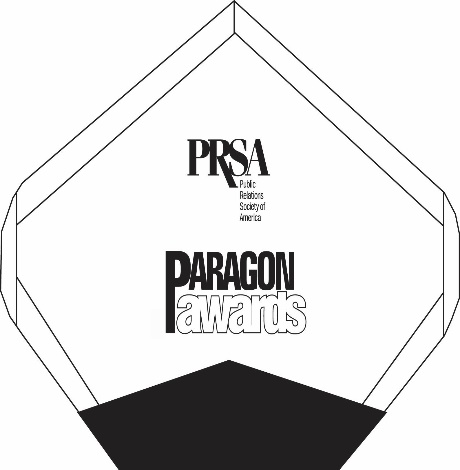 PRSA
Public
Relations
Society of
America
PARAGON
awards